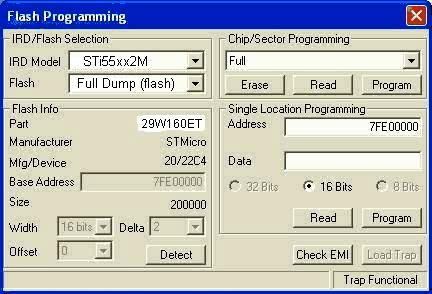 Flash Programming
IRD/Flash Selection
IRD Model STi55xx2M
Flash Full Dump (flash)
Chip/Sector Programming
Full
Erase Read Program
Flash Info
Part 29W160ET
Manufacturer STMicro
Mfg/Device 20/22C4
Base Address 7FE00000
Size 200000
Width 16 bits Delta 2
Offset 0 Detect
Single Location Programming
Address 7FE00000
Data
32 Bits 16 Bits 8 Bits
Read Program
Check EMI Load Trap
Trap Functional